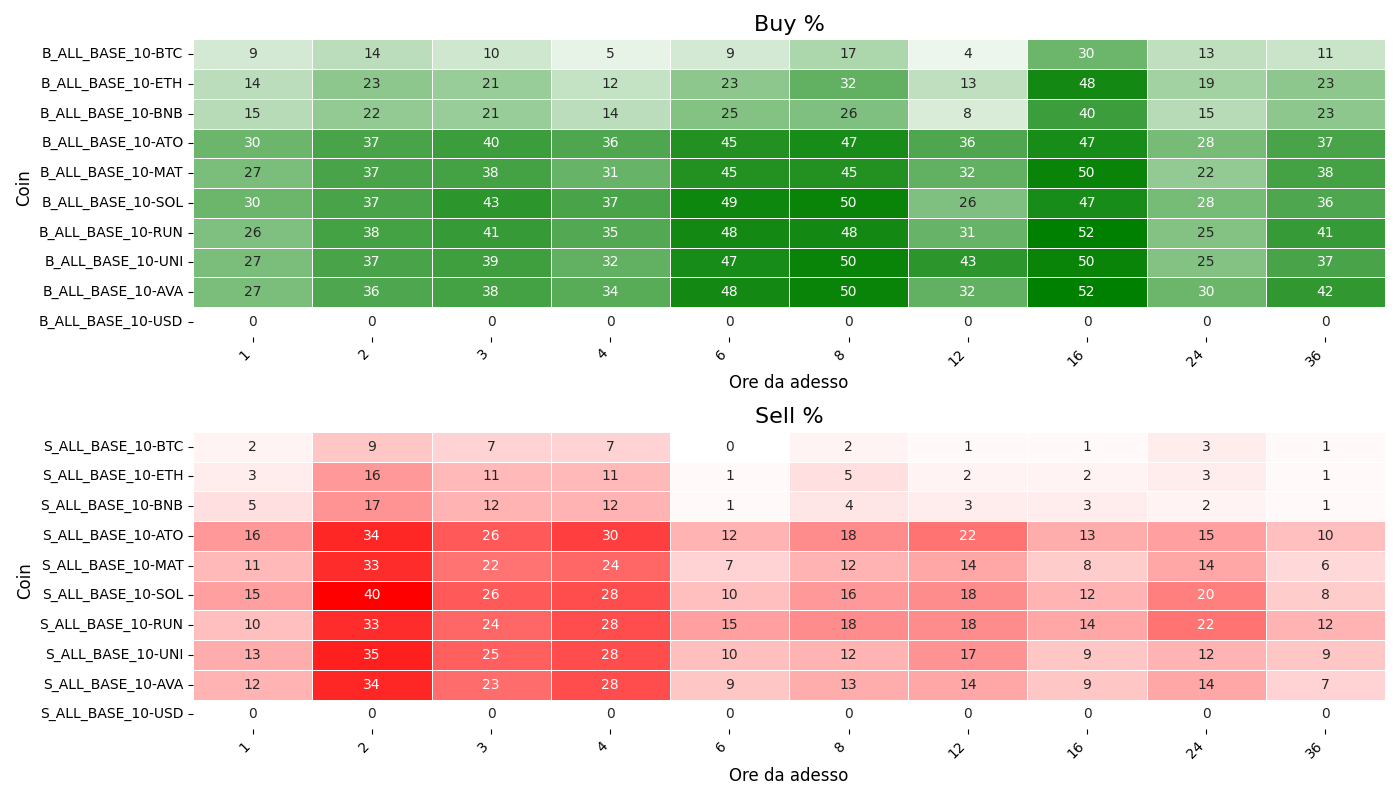 Buy %
Coin
B_ALL_BASE_10-BTC 9 14 10 5 9 17 4 30 13 11
B_ALL_BASE_10-ETH 14 23 21 12 23 32 13 48 19 23
B_ALL_BASE_10-BNB 15 22 21 14 25 26 8 40 15 23
B_ALL_BASE_10-ATO 30 37 40 36 45 47 36 47 28 37
B_ALL_BASE_10-MAT 27 37 38 31 45 45 32 50 22 38
B_ALL_BASE_10-SOL 30 37 43 37 49 50 26 47 28 36
B_ALL_BASE_10-RUN 26 38 41 35 48 48 31 52 25 41
B_ALL_BASE_10-UNI 27 37 39 32 47 50 43 50 25 37
B_ALL_BASE_10-AVA 27 36 38 34 48 50 32 52 30 42
B_ALL_BASE_10-USD 0 0 0 0 0 0 0 0 0 0
1 2 3 4 6 8 12 16 24 36
Ore da adesso
Sell %
Coin
S_ALL_BASE_10-BTC 2 9 7 7 0 2 1 1 3 1
S_ALL_BASE_10-ETH 3 16 11 11 1 5 2 2 3 1
S_ALL_BASE_10-BNB 5 17 12 12 1 4 3 3 2 1
S_ALL_BASE_10-ATO 16 34 26 30 12 18 22 13 15 10
S_ALL_BASE_10-MAT 11 33 22 24 7 12 14 8 14 6
S_ALL_BASE_10-SOL 15 40 26 28 10 16 18 12 20 8
S_ALL_BASE_10-RUN 10 33 24 28 15 18 18 14 22 12
S_ALL_BASE_10-UNI 13 35 25 28 10 12 17 9 12 9
S_ALL_BASE_10-AVA 12 34 23 28 9 13 14 9 14 7
S_ALL_BASE_10-USD 0 0 0 0 0 0 0 0 0 0
1 2 3 4 6 8 12 16 24 36
Ore da adesso